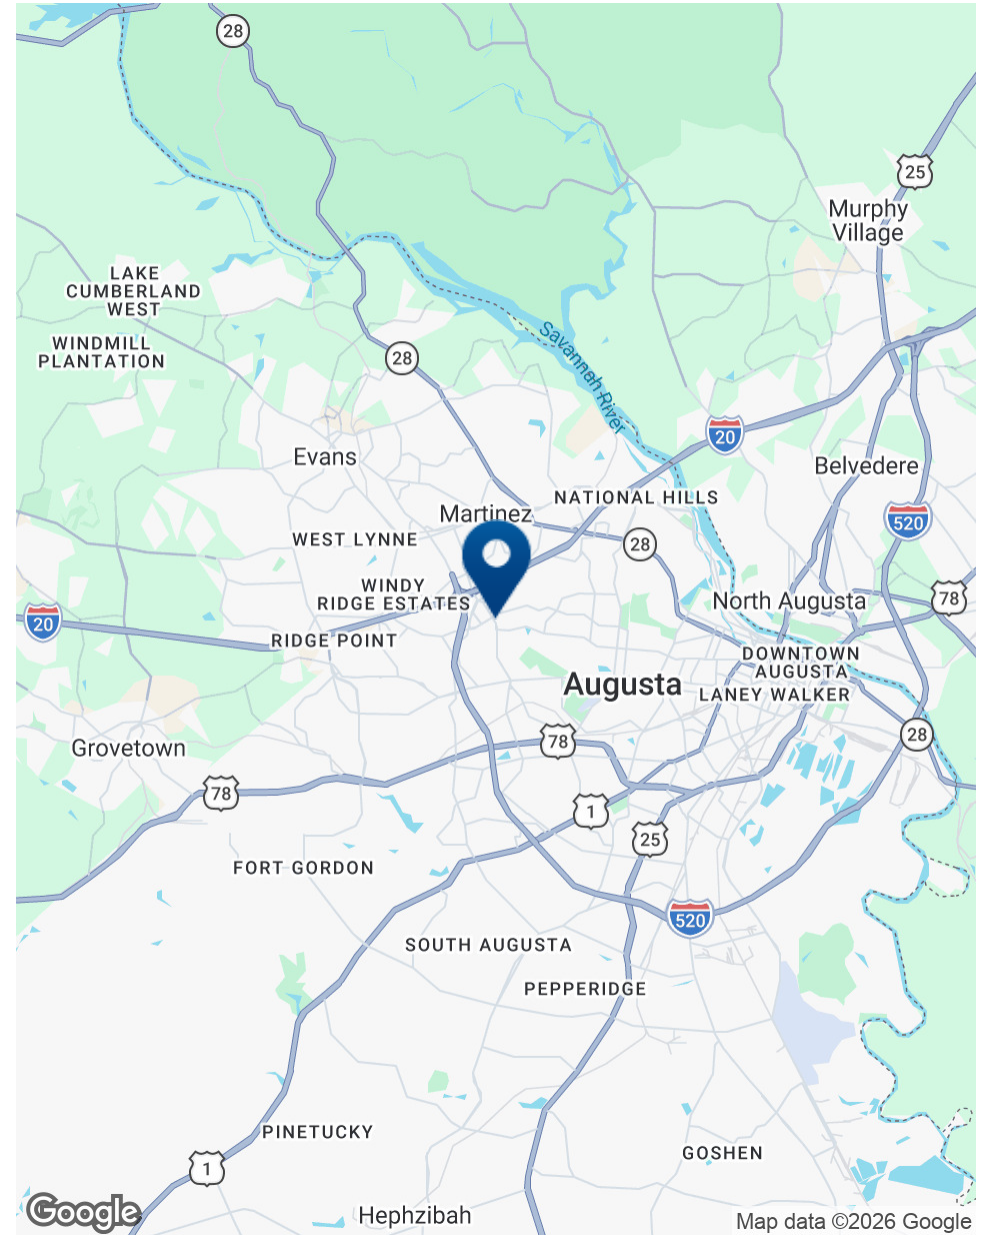 28
25
Murphy
Village
LAKE
CUMBERLAND
WEST
WINDMILL
PLANTATION
28
Savannah River
20
Evans
Belvedere
NATIONAL HILLS
Martinez
520
WEST LYNNE
28
WINDY
RIDGE ESTATES
78
North Augusta
20
RIDGE POINT
DOWNTOWN
AUGUSTA
Augusta
LANEY WALKER
28
78
Grovetown
78
1
25
FORT GORDON
520
SOUTH AUGUSTA
PEPPERIDGE
PINETUCKY
GOSHEN
1
Google
Hephzibah
Map data ©2026 Google